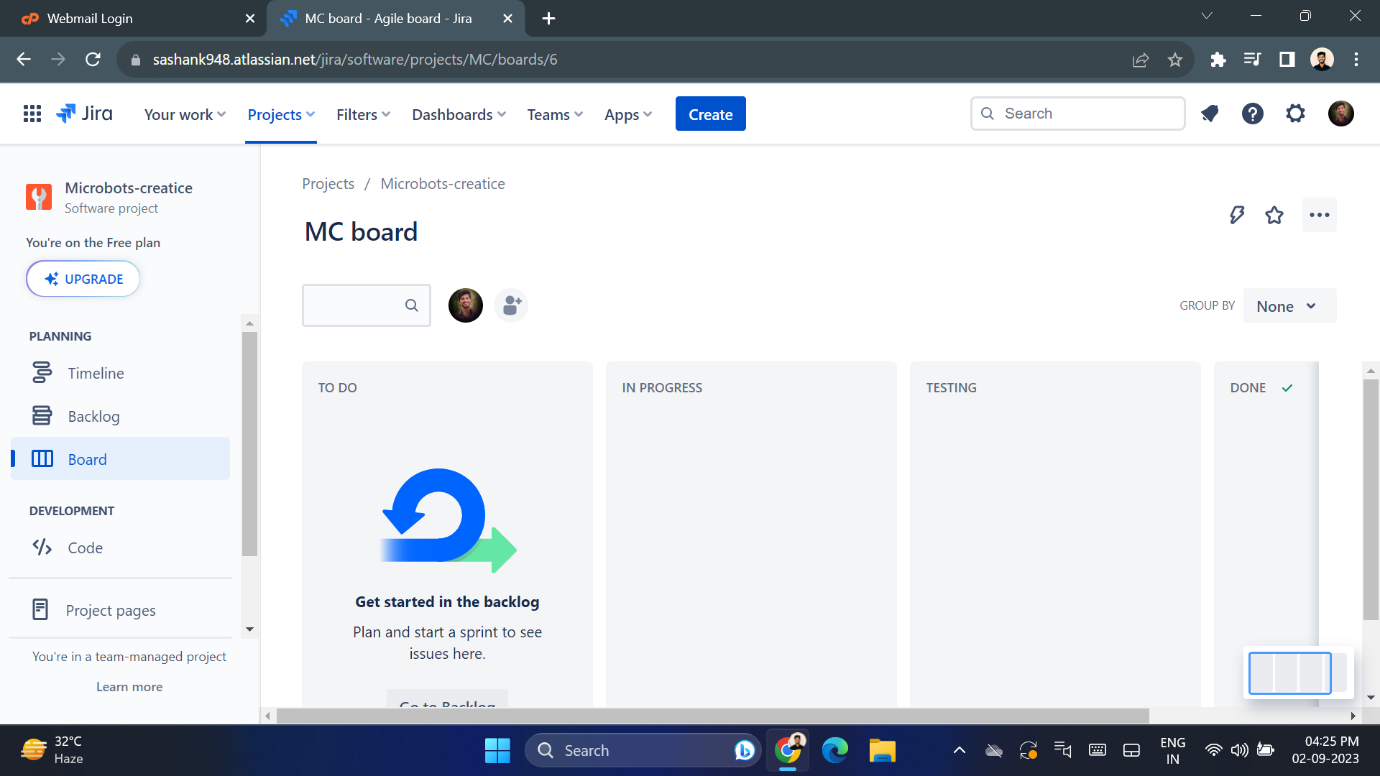 Webmail Login
MC board - Agile board - Jira
sashank948.atlassian.net/jira/software/projects/MC/boards/6
Jira
Your work
Projects
Filters
Dashboards
Teams
Apps
Create
Search
Microbots-creatice
Software project
You're on the Free plan
UPGRADE
PLANNING
Timeline
Backlog
Board
DEVELOPMENT
Code
Project pages
You're in a team-managed project
Learn more
Projects / Microbots-creatice
MC board
GROUP BY
None
TO DO
IN PROGRESS
TESTING
DONE
Get started in the backlog
Plan and start a sprint to see
issues here.
Go to Backlog
32°C
Haze
Search
ENG
IN
04:25 PM
02-09-2023